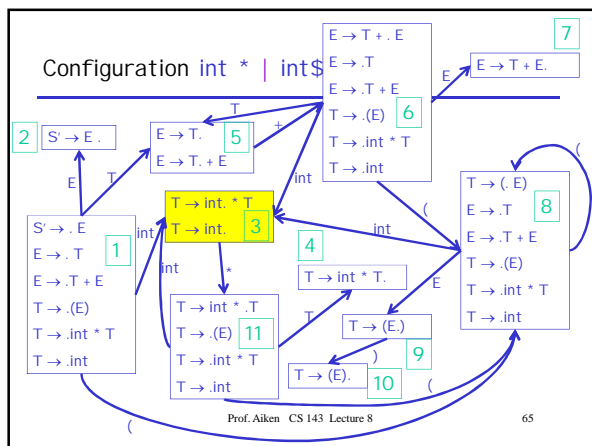 Configuration int * | int$
E → T + . E
E → .T
E → .T + E
T → .(E)
T → .int * T
T → .int
6
E
7
E → T + E.
2
S’ → E .
E
T
E → T.
E → T. + E
5
T
+
int
(
S’ → . E
E → . T
E → .T + E
T → .(E)
T → .int * T
T → .int
1
int
T → int. * T
T → int.
3
int
*
int
4
T → int * T.
T
T → int * .T
T → .(E)
T → .int * T
T → .int
11
T → (. E)
E → .T
E → .T + E
T → .(E)
T → .int * T
T → .int
8
(
E
T → (E.)
9
)
T → (E).
10
(
(
Prof. Aiken CS 143 Lecture 8
65